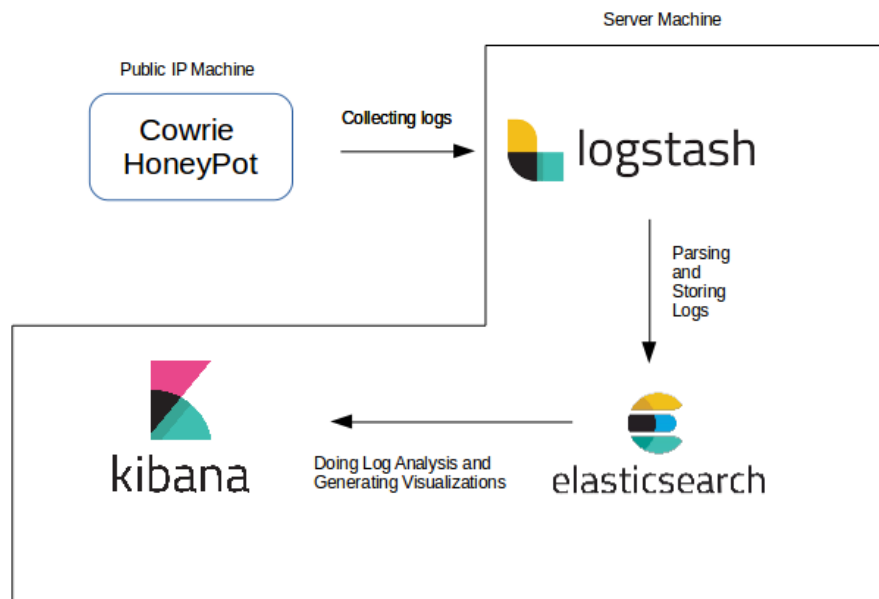 Server Machine
Public IP Machine
Cowrie
HoneyPot
Collecting logs
logstash
Parsing
and
Storing
Logs
kibana
Doing Log Analysis and
Generating Visualizations
elasticsearch